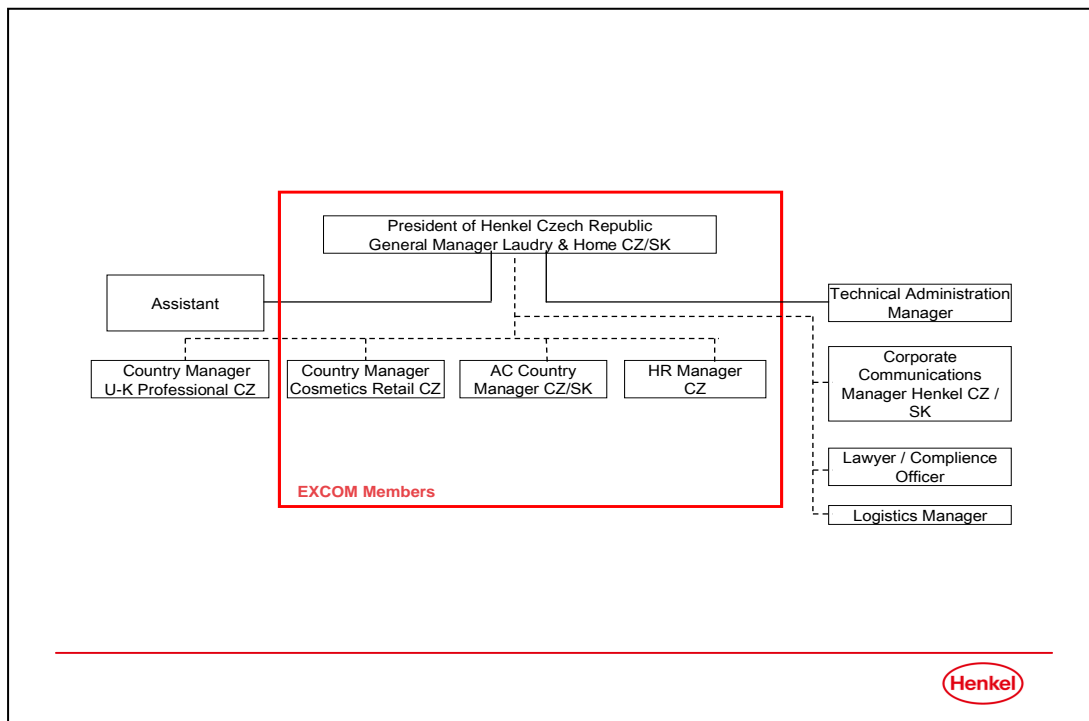 President of Henkel Czech Republic
General Manager Laudry & Home CZ/SK
Assistant
Technical Administration
Manager
Country Manager
U-K Professional CZ
Country Manager
Cosmetics Retail CZ
AC Country
Manager CZ/SK
HR Manager
CZ
Corporate
Communications
Manager Henkel CZ /
SK
Lawyer / Complience
Officer
Logistics Manager
EXCOM Members
Henkel